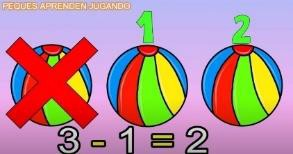 PEQUES APRENDEN JUGANDO
1 2
3 - 1 = 2